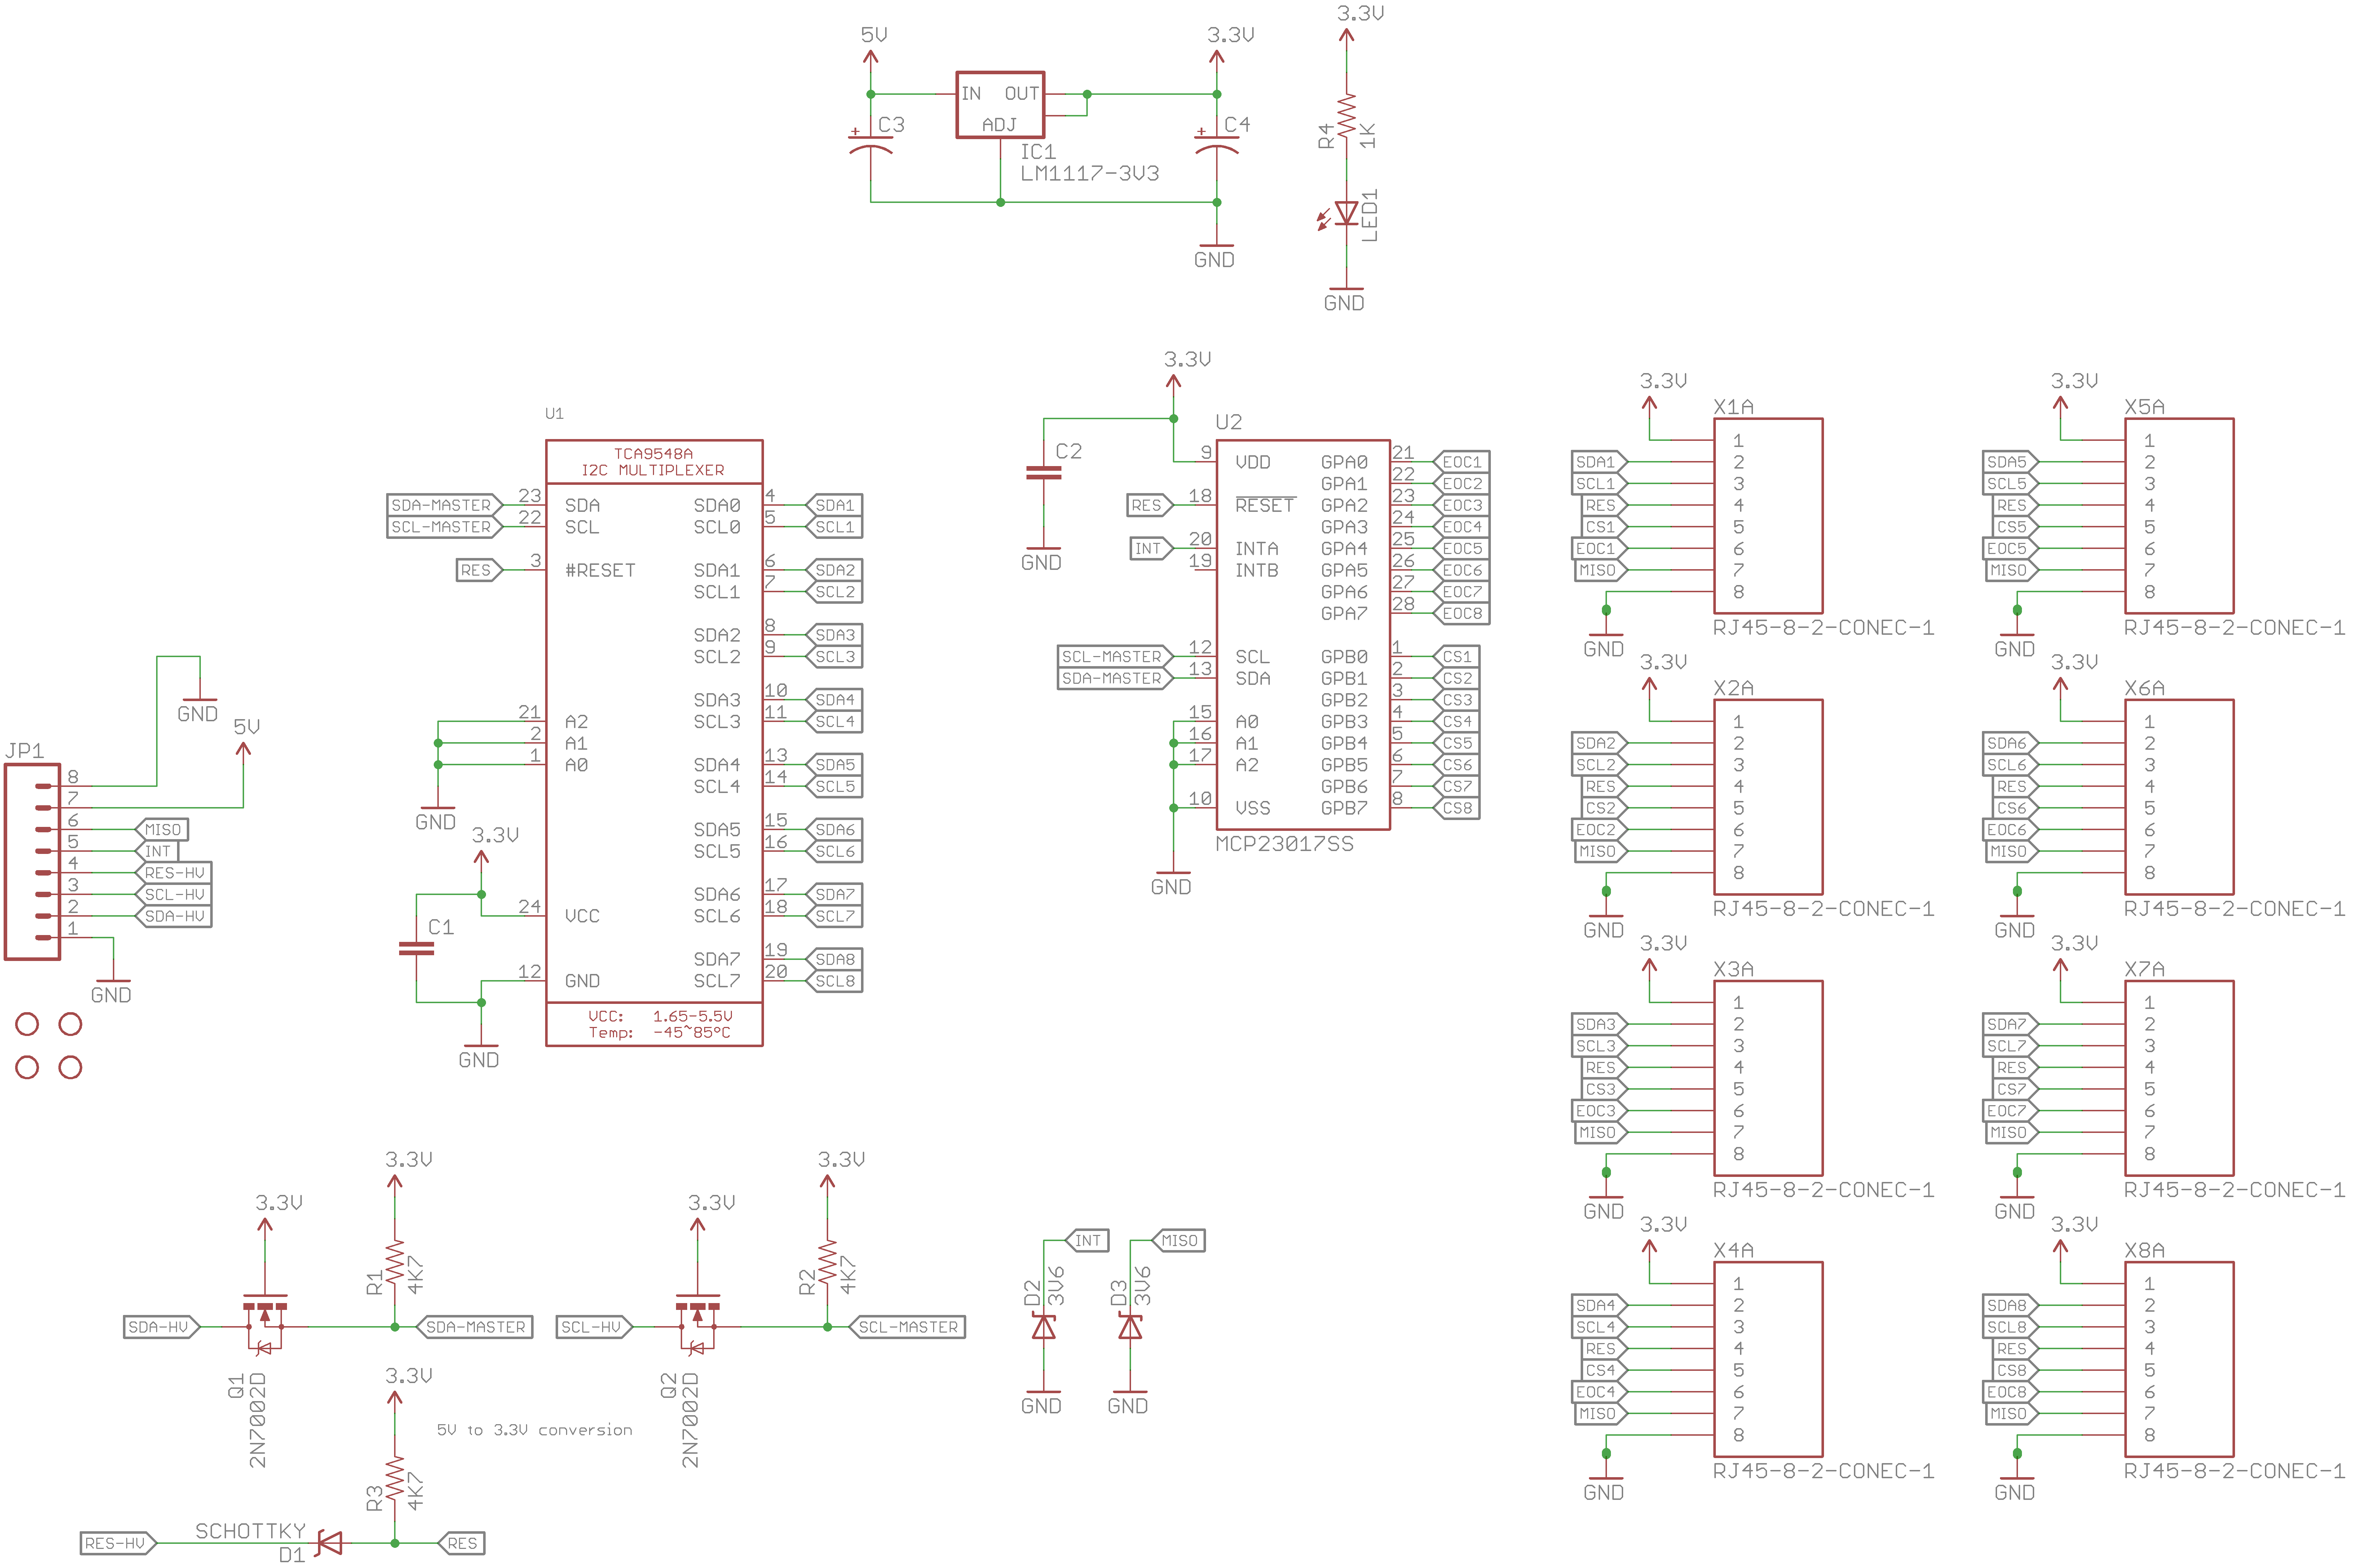 5V
3.3V
3.3V
IN OUT
ADJ
C3
C4
IC1
LM1117-3V3
GND
R4
1K
LED1
GND
JP1
8
7
6 MISO
5 INT
4 RES-HV
3 SCL-HV
2 SDA-HV
1
GND
5V
GND
U1
TCA9548A
I2C MULTIPLEXER
SDA-MASTER 23 SDA SDA0 4 SDA1
SCL-MASTER 22 SCL SCL0 5 SCL1
RES 3 #RESET SDA1 6 SDA2
SCL1 7 SCL2
SDA2 8 SDA3
SCL2 9 SCL3
SDA3 10 SDA4
21 A2 SCL3 11 SCL4
2 A1
1 A0 SDA4 13 SDA5
SCL4 14 SCL5
GND
3.3V
SDA5 15 SDA6
SCL5 16 SCL6
SDA6 17 SDA7
24 VCC SCL6 18 SCL7
C1
SDA7 19 SDA8
12 GND SCL7 20 SCL8
VCC: 1.65-5.5V
Temp: -45~85°C
GND
3.3V
C2
GND
U2
9 VDD GPA0 21 EOC1
GPA1 22 EOC2
RES 18 RESET GPA2 23 EOC3
GPA3 24 EOC4
INT 20 INTA GPA4 25 EOC5
19 INTB GPA5 26 EOC6
GPA6 27 EOC7
GPA7 28 EOC8
SCL-MASTER 12 SCL GPB0 1 CS1
SDA-MASTER 13 SDA GPB1 2 CS2
GPB2 3 CS3
15 A0 GPB3 4 CS4
16 A1 GPB4 5 CS5
17 A2 GPB5 6 CS6
GPB6 7 CS7
10 VSS GPB7 8 CS8
MCP23017SS
GND
3.3V
X1A
1
SDA1 2
SCL1 3
RES 4
CS1 5
EOC1 6
MISO 7
8
RJ45-8-2-CONEC-1
GND
3.3V
X2A
1
SDA2 2
SCL2 3
RES 4
CS2 5
EOC2 6
MISO 7
8
RJ45-8-2-CONEC-1
GND
3.3V
X3A
1
SDA3 2
SCL3 3
RES 4
CS3 5
EOC3 6
MISO 7
8
RJ45-8-2-CONEC-1
GND
3.3V
X4A
1
SDA4 2
SCL4 3
RES 4
CS4 5
EOC4 6
MISO 7
8
RJ45-8-2-CONEC-1
GND
3.3V
X5A
1
SDA5 2
SCL5 3
RES 4
CS5 5
EOC5 6
MISO 7
8
RJ45-8-2-CONEC-1
GND
3.3V
X6A
1
SDA6 2
SCL6 3
RES 4
CS6 5
EOC6 6
MISO 7
8
RJ45-8-2-CONEC-1
GND
3.3V
X7A
1
SDA7 2
SCL7 3
RES 4
CS7 5
EOC7 6
MISO 7
8
RJ45-8-2-CONEC-1
GND
3.3V
X8A
1
SDA8 2
SCL8 3
RES 4
CS8 5
EOC8 6
MISO 7
8
RJ45-8-2-CONEC-1
GND
3.3V
3.3V
R1
4K7
SDA-HV
SDA-MASTER
Q1
2N7002D
3.3V
3.3V
R2
4K7
SCL-HV
SCL-MASTER
Q2
2N7002D
INT
D2
3V6
GND
MISO
D3
3V6
GND
3.3V
5V to 3.3V conversion
R3
4K7
SCHOTTKY
RES-HV
D1
RES